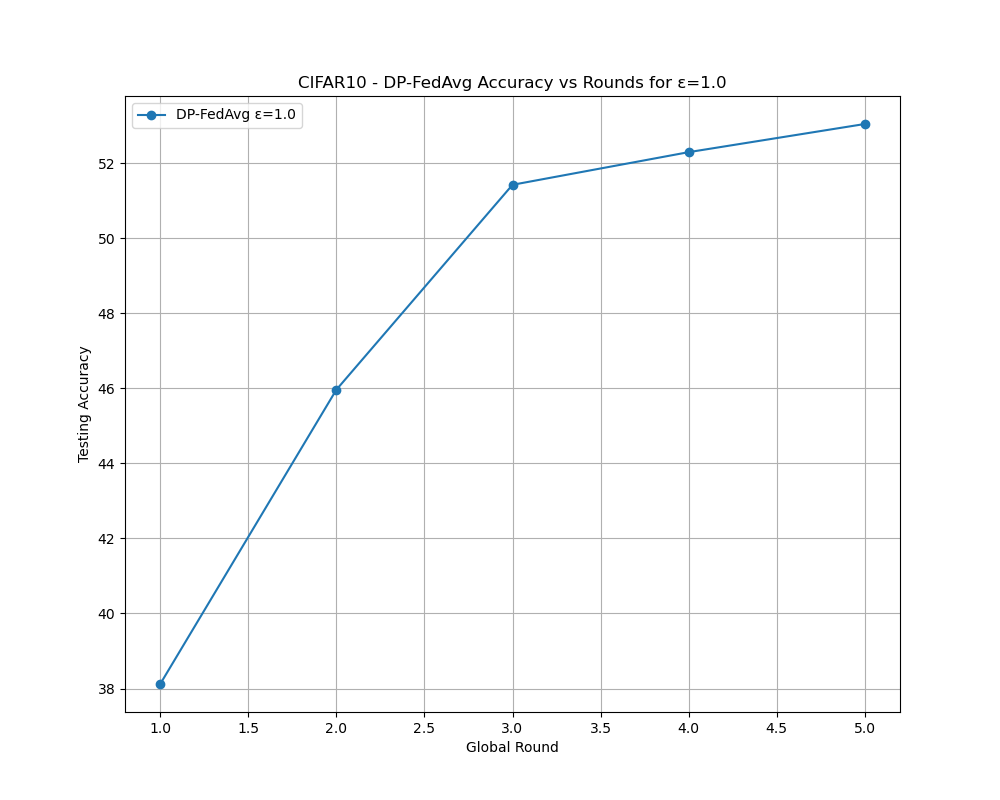 CIFAR10 - DP-FedAvg Accuracy vs Rounds for ε=1.0
DP-FedAvg ε=1.0
52
50
48
46
44
42
40
38
Testing Accuracy
1.0 1.5 2.0 2.5 3.0 3.5 4.0 4.5 5.0
Global Round